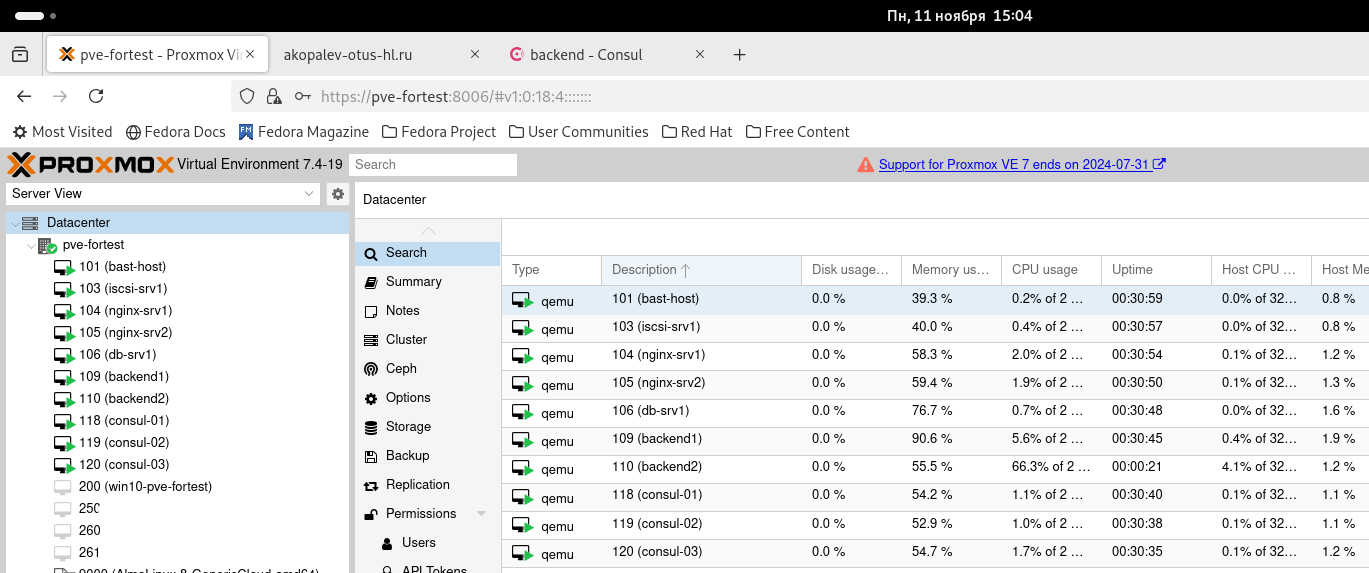 Пн, 11 ноября 15:04
pve-fortest - Proxmox Vi × akopalev-otus-hl.ru × backend - Consul × +
https://pve-fortest:8006/#v1:0:18:4:::::::
Most Visited Fedora Docs Fedora Magazine Fedora Project User Communities Red Hat Free Content
PROXMOX Virtual Environment 7.4-19 Search Support for Proxmox VE 7 ends on 2024-07-31
Server View
Datacenter
pve-fortest
101 (bast-host)
103 (iscsi-srv1)
104 (nginx-srv1)
105 (nginx-srv2)
106 (db-srv1)
109 (backend1)
110 (backend2)
118 (consul-01)
119 (consul-02)
120 (consul-03)
200 (win10-pve-fortest)
260
261
Datacenter
Search
Summary
Notes
Cluster
Ceph
Options
Storage
Backup
Replication
Permissions
Users
API Tokens
Type Description Disk usage... Memory us... CPU usage Uptime Host CPU ... Host Me
qemu 101 (bast-host) 0.0 % 39.3 % 0.2% of 2 ... 00:30:59 0.0% of 32... 0.8 %
qemu 103 (iscsi-srv1) 0.0 % 40.0 % 0.4% of 2 ... 00:30:57 0.0% of 32... 0.8 %
qemu 104 (nginx-srv1) 0.0 % 58.3 % 2.0% of 2 ... 00:30:54 0.1% of 32... 1.2 %
qemu 105 (nginx-srv2) 0.0 % 59.4 % 1.9% of 2 ... 00:30:50 0.1% of 32... 1.3 %
qemu 106 (db-srv1) 0.0 % 76.7 % 0.7% of 2 ... 00:30:48 0.0% of 32... 1.6 %
qemu 109 (backend1) 0.0 % 90.6 % 5.6% of 2 ... 00:30:45 0.4% of 32... 1.9 %
qemu 110 (backend2) 0.0 % 55.5 % 66.3% of 2 ... 00:00:21 4.1% of 32... 1.2 %
qemu 118 (consul-01) 0.0 % 54.2 % 1.1% of 2 ... 00:30:40 0.1% of 32... 1.1 %
qemu 119 (consul-02) 0.0 % 52.9 % 1.0% of 2 ... 00:30:38 0.1% of 32... 1.1 %
qemu 120 (consul-03) 0.0 % 54.7 % 1.7% of 2 ... 00:30:35 0.1% of 32... 1.2 %